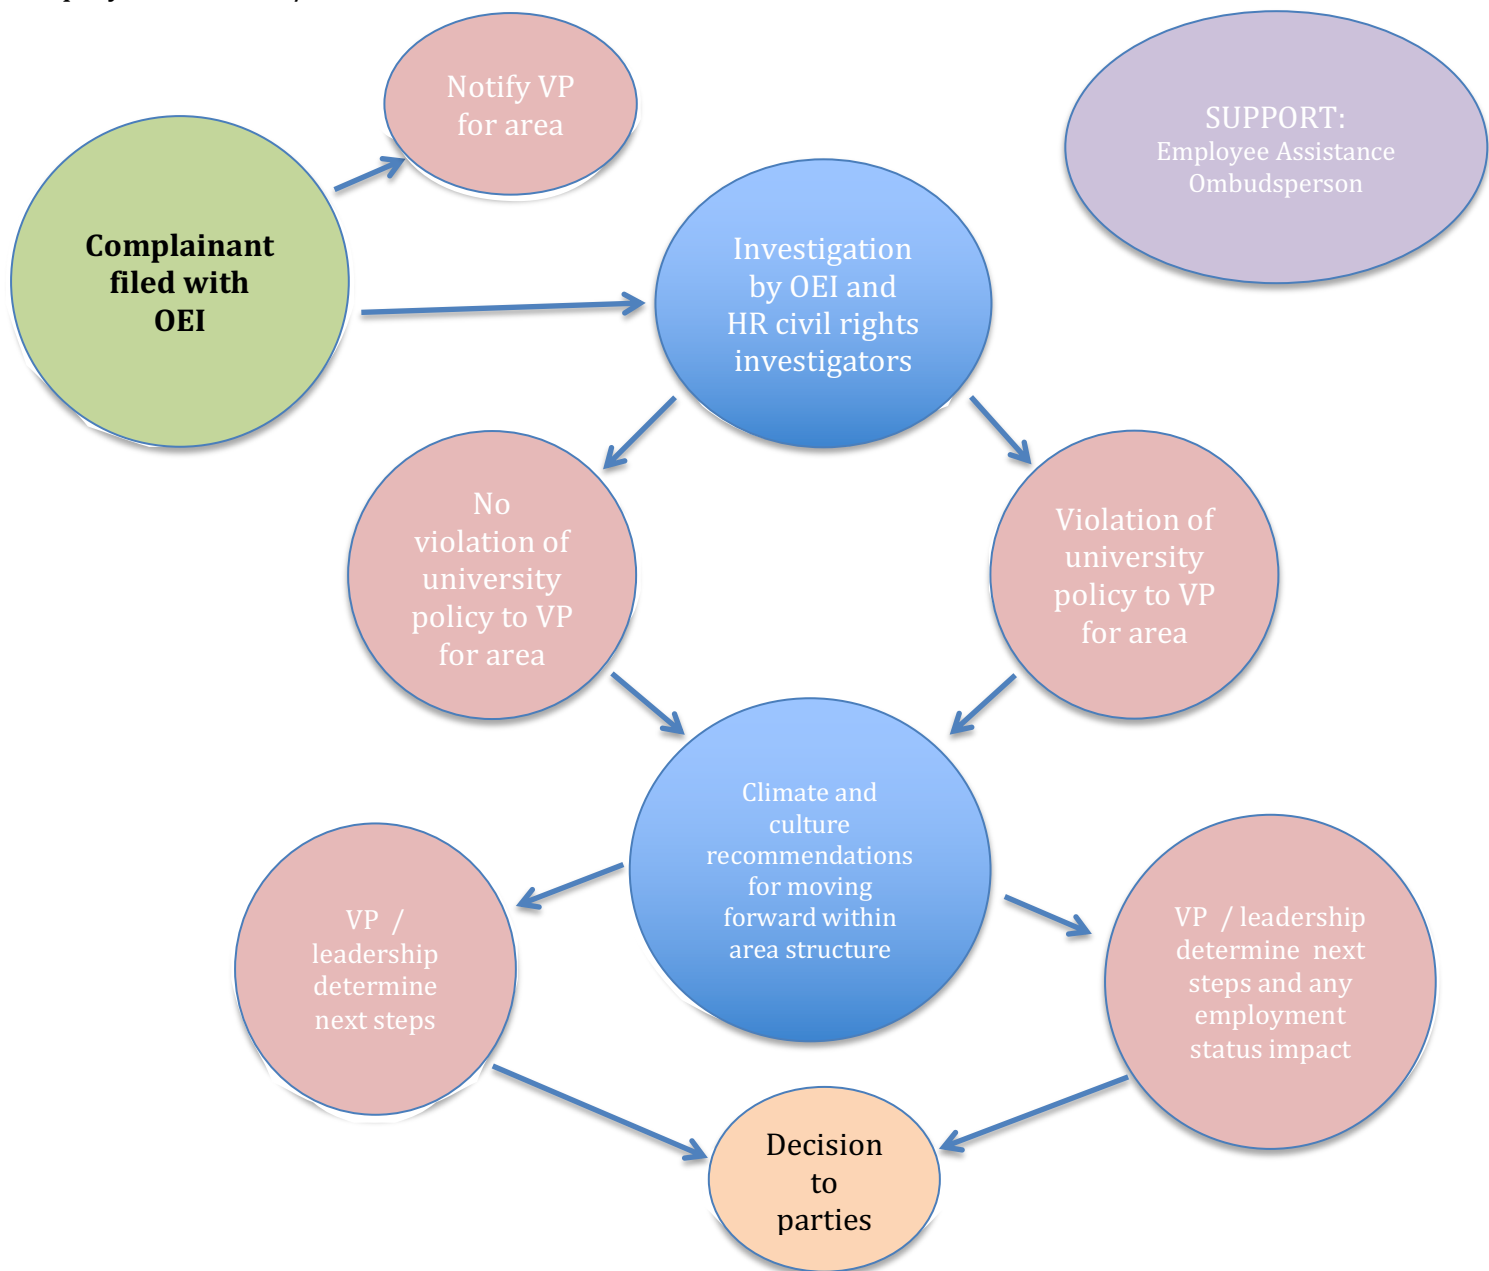 Notify VP
for area
SUPPORT:
Employee Assistance
Ombudsperson
Complainant
filed with
OEI
Investigation
by OEI and
HR civil rights
investigators
No
violation of
university
policy to VP
for area
Violation of
university
policy to VP
for area
Climate and
culture
recommendations
for moving
forward within
area structure
VP  /
leadership
determine
next steps
VP  / leadership
determine  next
steps and any
employment
status impact
Decision
to
parties